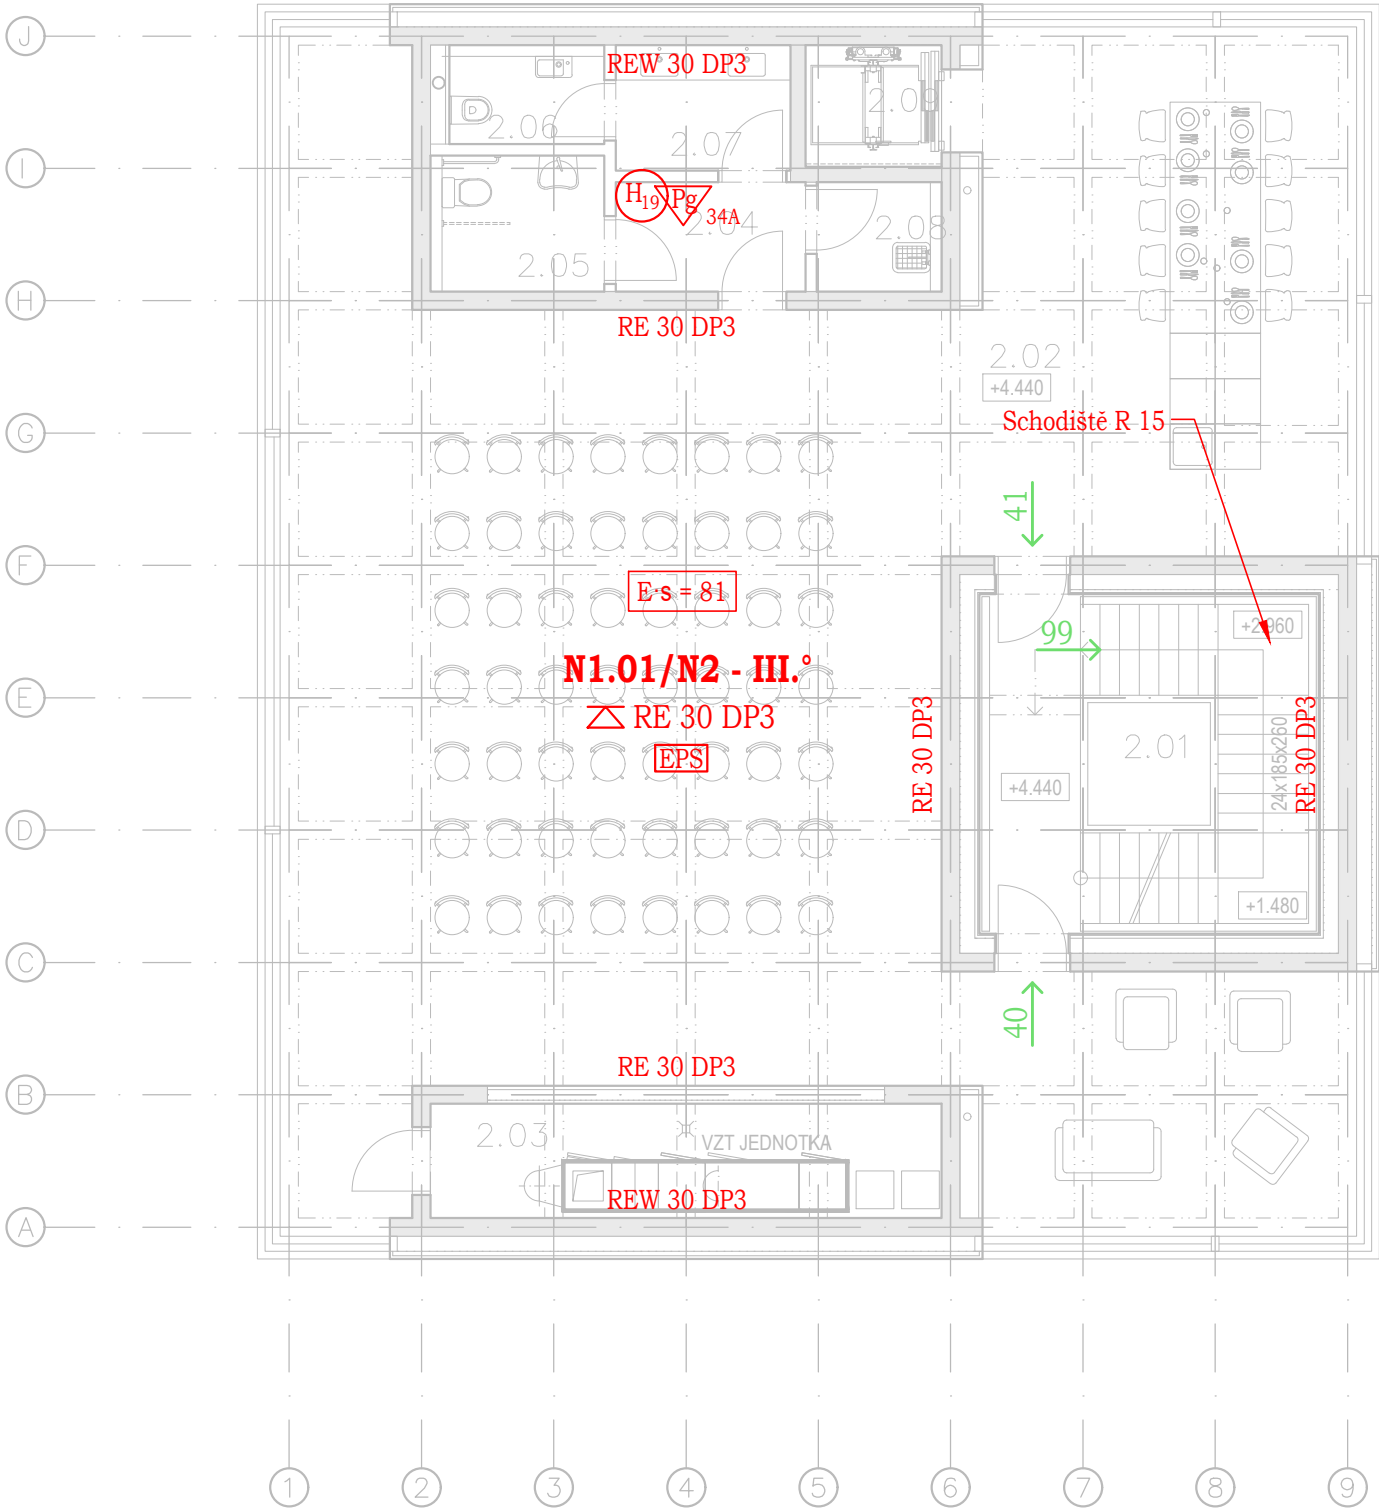 J
REW 30 DP3
2.09
2.06
2.07
I
H19
Pg
34A
2.04
2.08
2.05
H
RE 30 DP3
2.02
+4.440
G
Schodiště R 15
41
F
E·s = 81
+2.960
99
N1.01/N2 - III.°
E
RE 30 DP3
EPS
RE 30 DP3
2.01
24x185x260
RE 30 DP3
+4.440
D
+1.480
C
40
RE 30 DP3
B
2.03
VZT JEDNOTKA
REW 30 DP3
A
1
2
3
4
5
6
7
8
9